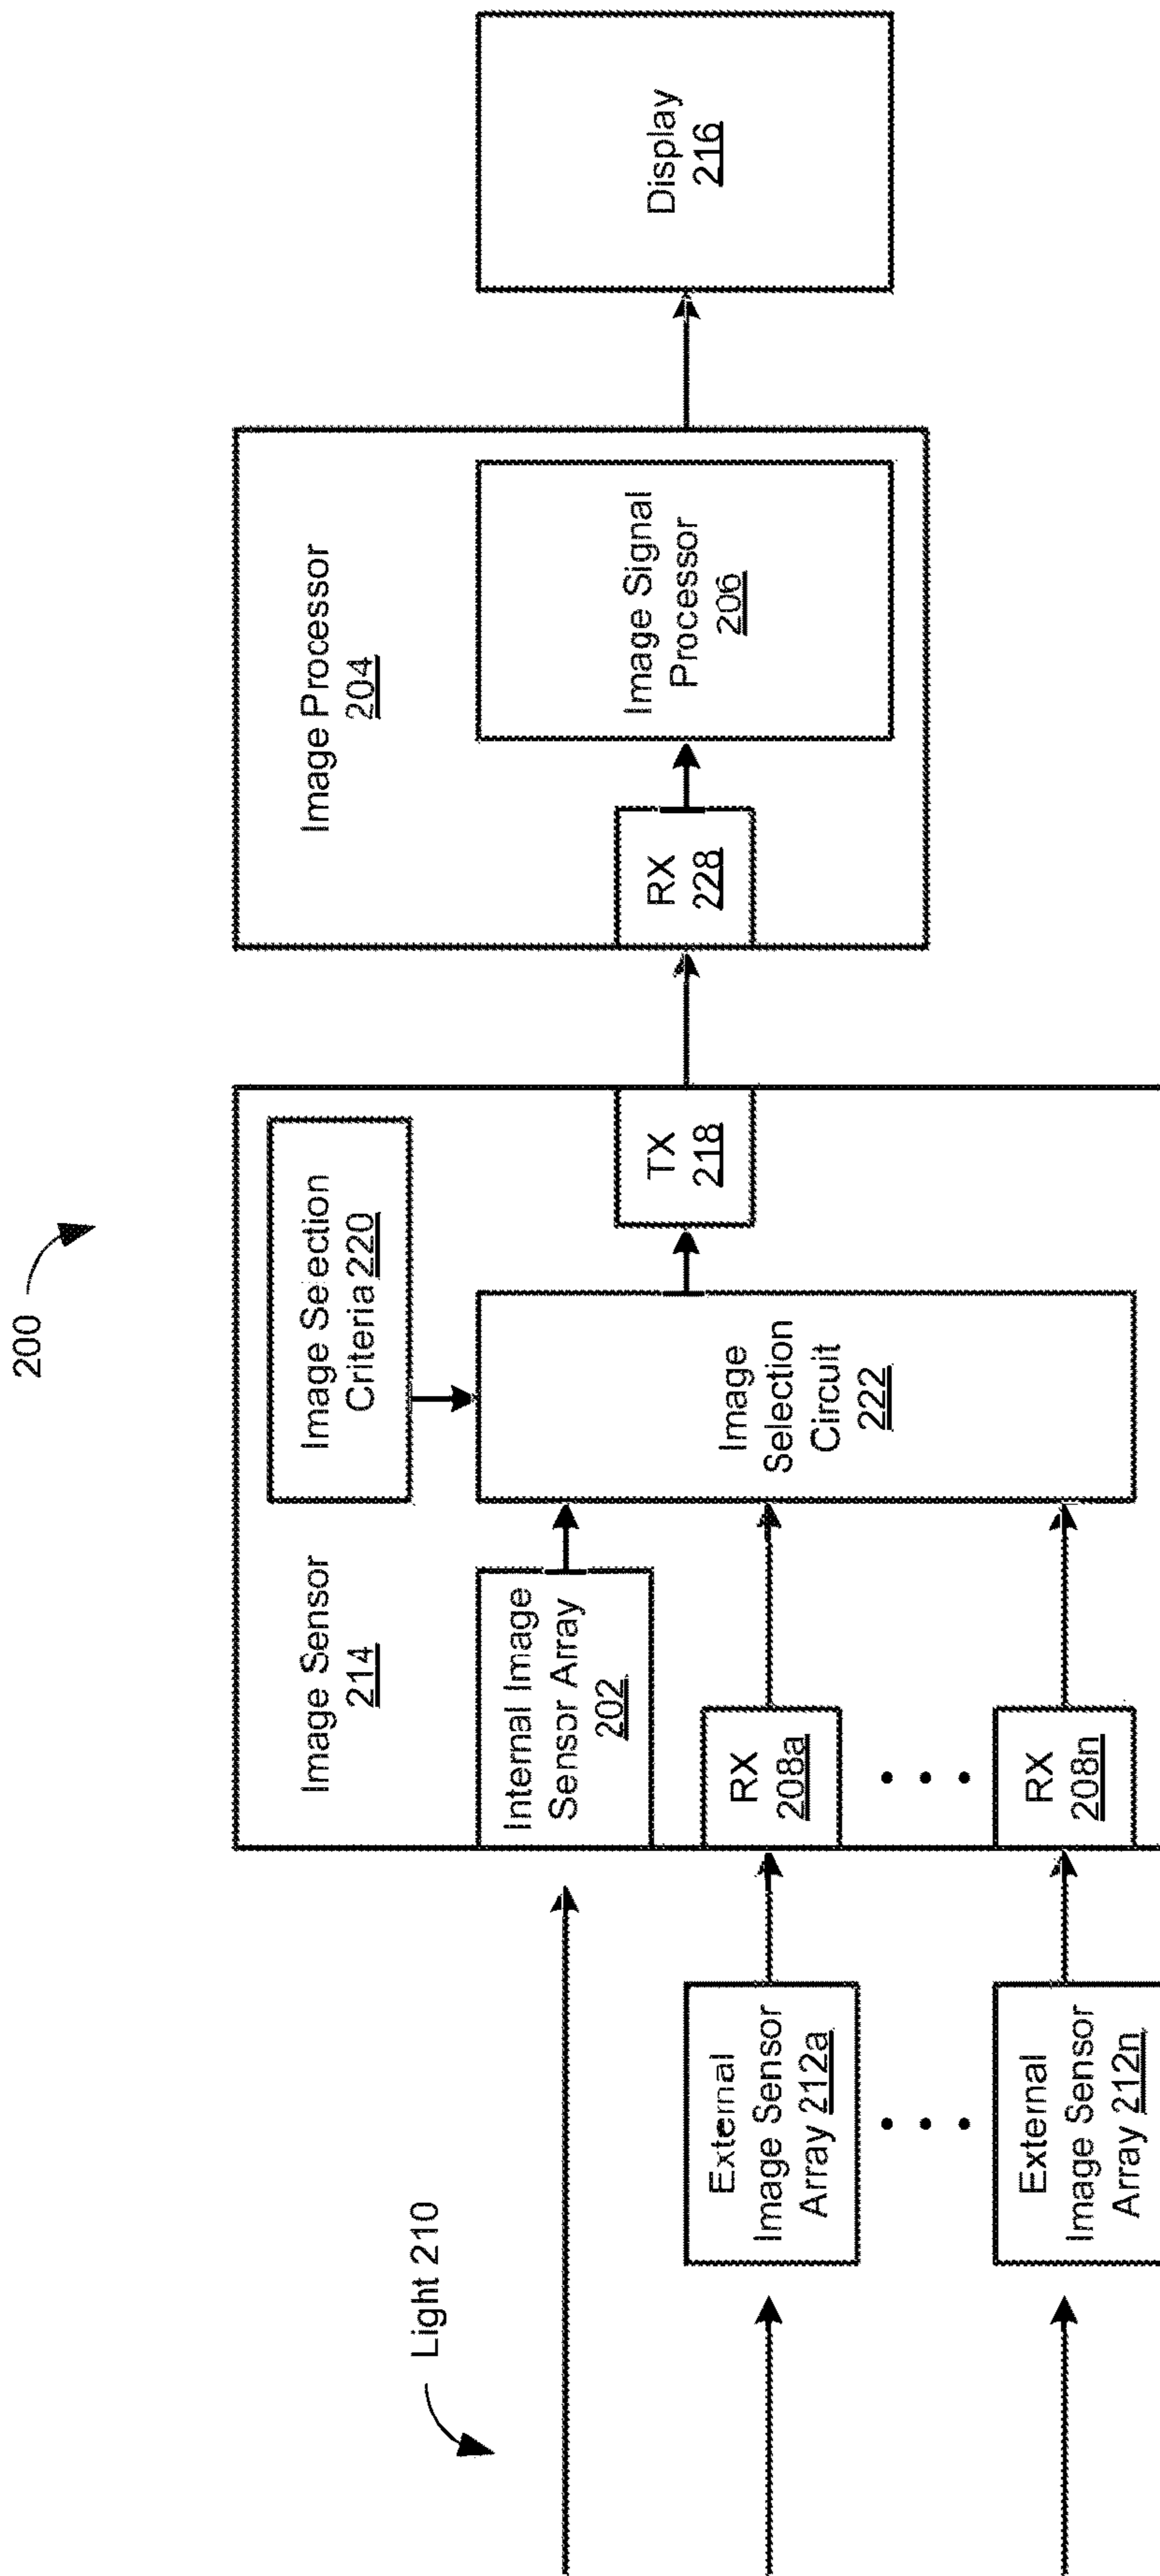 200
Light 210
Image Sensor
214
Image Selection
Criteria 220
Internal Image
Sensor Array
202
External
Image Sensor
Array 212a
RX
208a
External
Image Sensor
Array 212n
RX
208n
Image
Selection
Circuit
222
TX
218
Image Processor
204
RX
228
Image Signal
Processor
206
Display
216